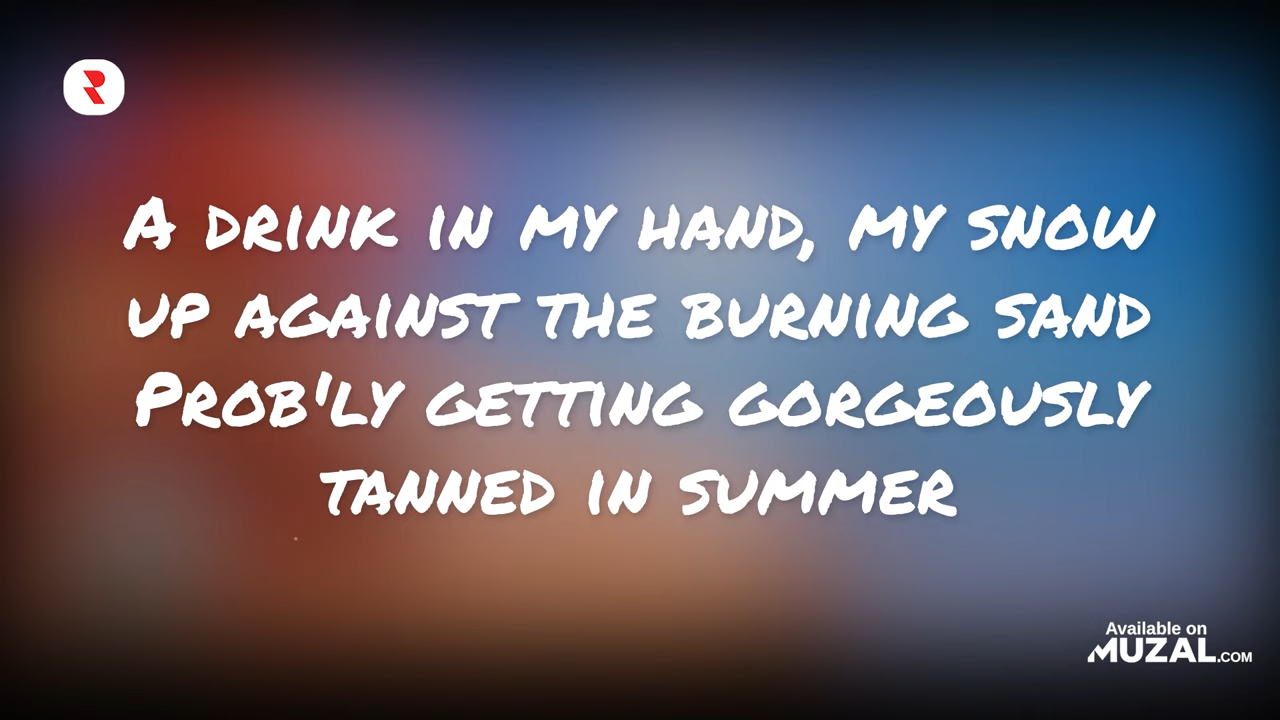 A DRINK IN MY HAND, MY SNOW
UP AGAINST THE BURNING SAND
PROB'LY GETTING GORGEOUSLY
TANNED IN SUMMER
Available on
MUZAL.COM